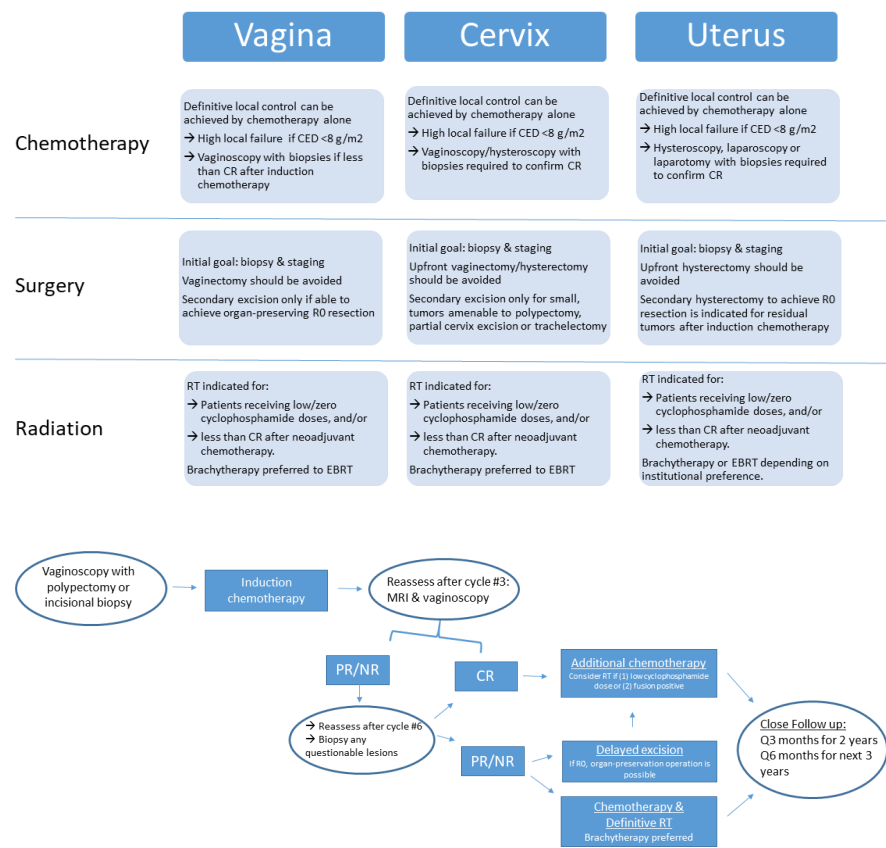 Vagina
Cervix
Uterus
Chemotherapy
Definitive local control can be
achieved by chemotherapy alone
→ High local failure if CED <8 g/m2
→ Vaginoscopy with biopsies if less
than CR after induction
chemotherapy
Definitive local control can be
achieved by chemotherapy alone
→ High local failure if CED <8 g/m2
→ Vaginoscopy/hysteroscopy with
biopsies required to confirm CR
Definitive local control can be
achieved by chemotherapy alone
→ High local failure if CED <8 g/m2
→ Hysteroscopy, laparoscopy or
laparotomy with biopsies required
to confirm CR
Surgery
Initial goal: biopsy & staging
Vaginectomy should be avoided
Secondary excision only if able to
achieve organ-preserving R0 resection
Initial goal: biopsy & staging
Upfront vaginectomy/hysterectomy
should be avoided
Secondary excision only for small,
tumors amenable to polypectomy,
partial cervix excision or trachelectomy
Initial goal: biopsy & staging
Upfront hysterectomy should be
avoided
Secondary hysterectomy to achieve R0
resection is indicated for residual
tumors after induction chemotherapy
Radiation
RT indicated for:
→ Patients receiving low/zero
cyclophosphamide doses, and/or
→ less than CR after neoadjuvant
chemotherapy.
Brachytherapy preferred to EBRT
RT indicated for:
→ Patients receiving low/zero
cyclophosphamide doses, and/or
→ less than CR after neoadjuvant
chemotherapy.
Brachytherapy preferred to EBRT
RT indicated for:
→ Patients receiving low/zero
cyclophosphamide doses, and/or
→ less than CR after neoadjuvant
chemotherapy.
Brachytherapy or EBRT depending on
institutional preference.
Vaginoscopy with
polypectomy or
incisional biopsy
Induction
chemotherapy
Reassess after cycle #3:
MRI & vaginoscopy
PR/NR
CR
Additional chemotherapy
Consider RT if (1) low cyclophosphamide
dose or (2) fusion positive
→ Reassess after cycle #6
→ Biopsy any
questionable lesions
PR/NR
Delayed excision
If R0, organ-preservation operation is
possible
Chemotherapy &
Definitive RT
Brachytherapy preferred
Close Follow up:
Q3 months for 2 years
Q6 months for next 3
years